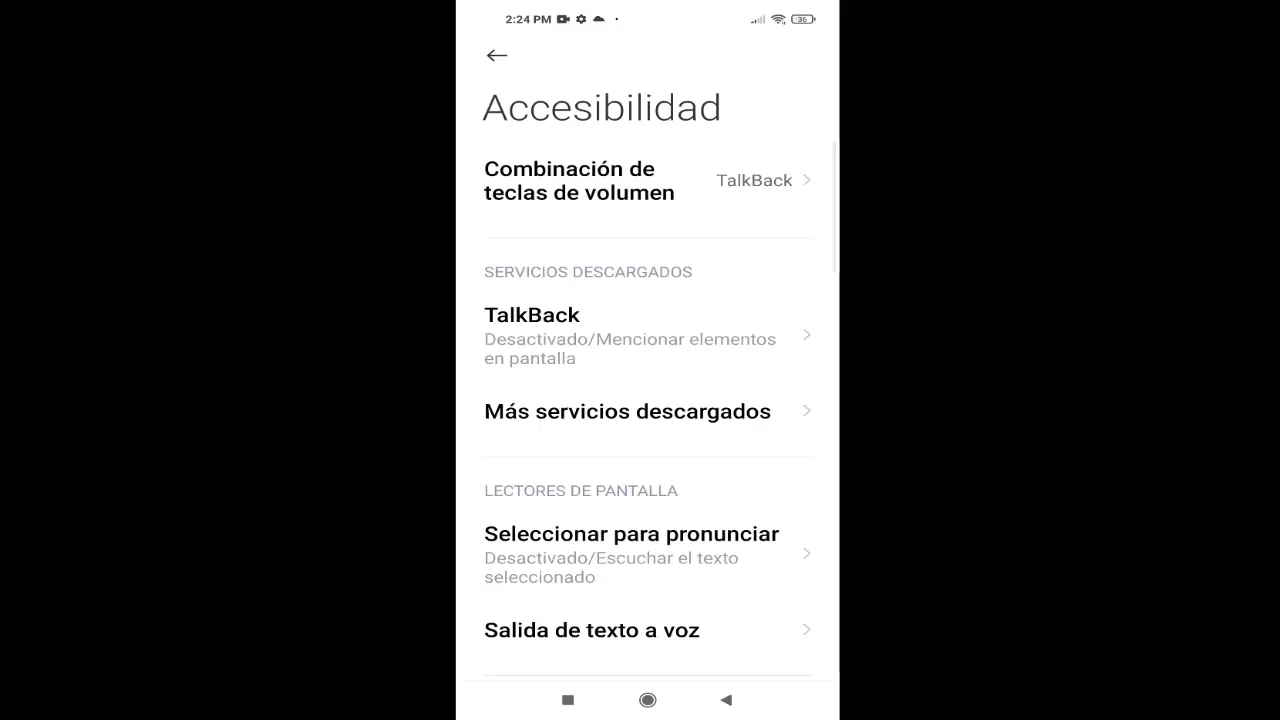 2:24 PM
36
Accesibilidad
Combinación de
teclas de volumen
TalkBack
SERVICIOS DESCARGADOS
TalkBack
Desactivado/Mencionar elementos
en pantalla
Más servicios descargados
LECTORES DE PANTALLA
Seleccionar para pronunciar
Desactivado/Escuchar el texto
seleccionado
Salida de texto a voz